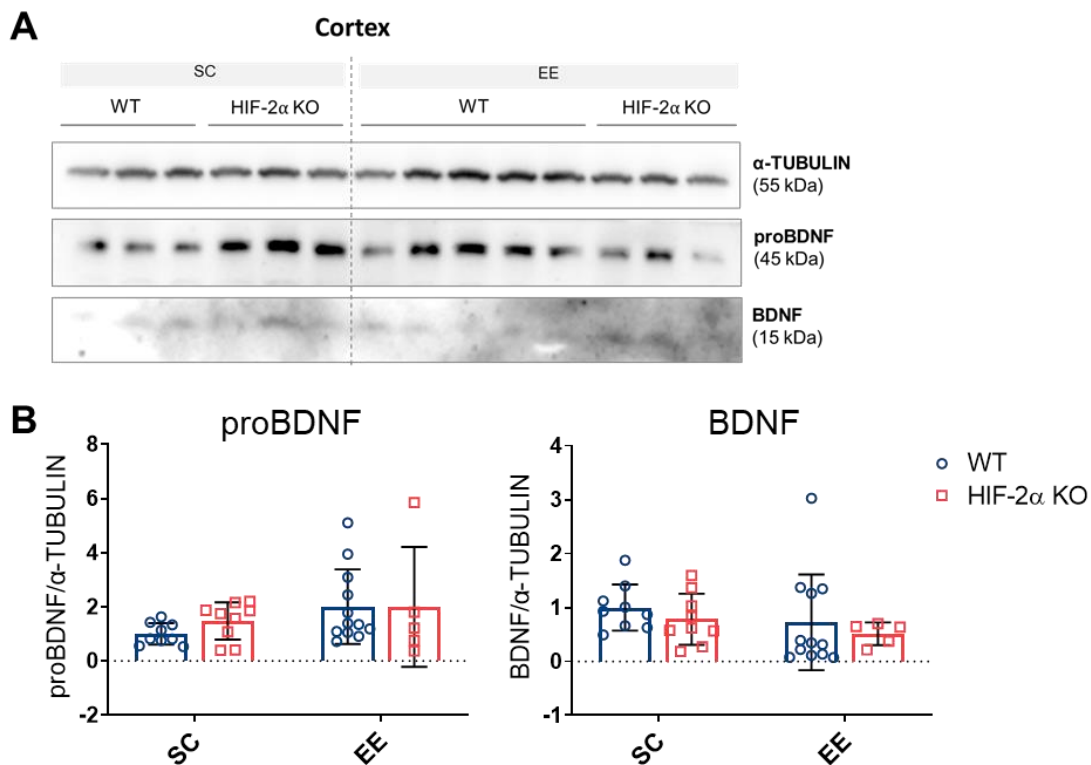 A
Cortex
SC EE
WT HIF-2α KO WT HIF-2α KO
α-TUBULIN
(55 kDa)
proBDNF
(45 kDa)
BDNF
(15 kDa)
B
proBDNF
proBDNF/α-TUBULIN
8
6
4
2
0
-2
SC EE
BDNF
BDNF/α-TUBULIN
4
3
2
1
0
-1
SC EE
WT
HIF-2α KO